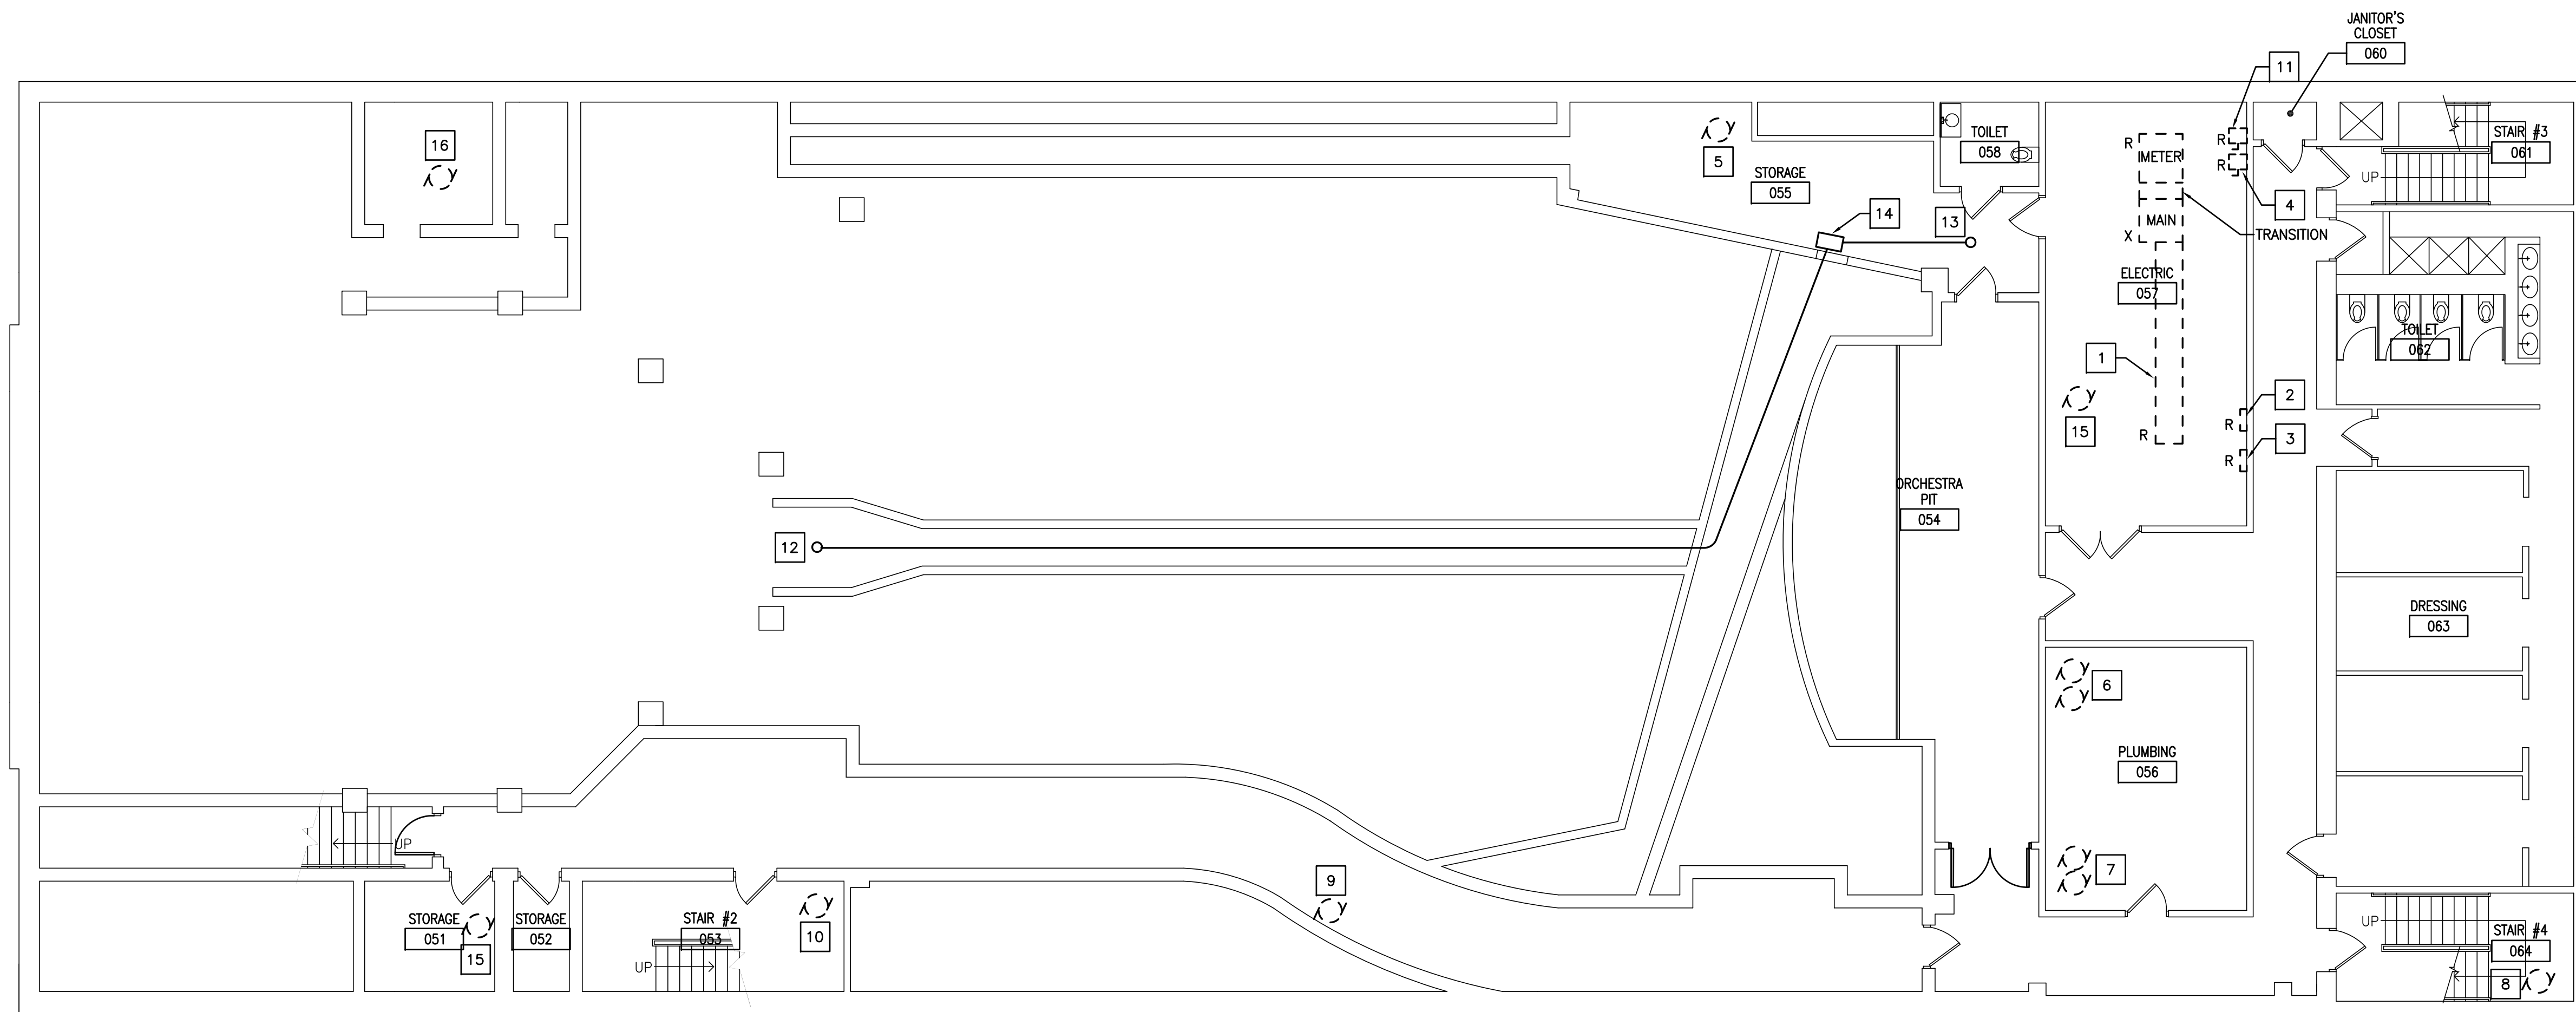 JANITOR'S
CLOSET
060
11
16
5
TOILET
058
STORAGE
055
R
METER
R
R
STAIR #3
061
UP
4
14
13
MAIN
X
TRANSITION
ELECTRIC
057
TOILET
062
1
2
R
15
R
3
R
ORCHESTRA
PIT
054
12
DRESSING
063
6
PLUMBING
056
UP
7
9
STORAGE
051
15
STORAGE
052
STAIR #2
053
UP
10
UP
STAIR #4
064
8